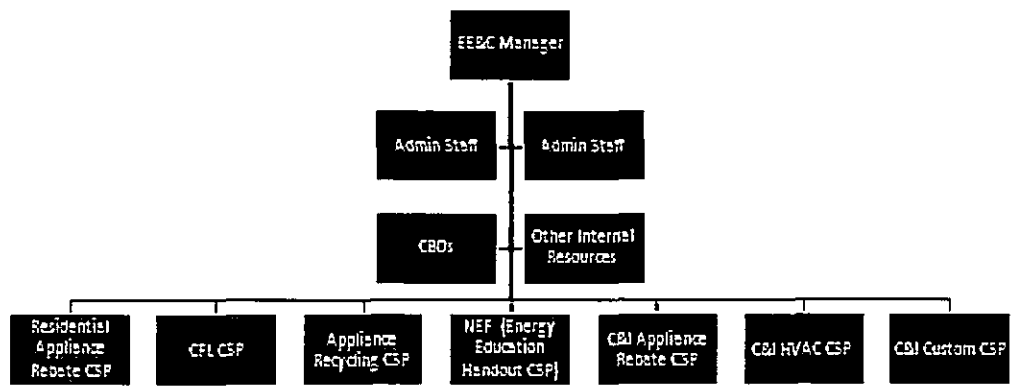 EE&C Manager
Admin Staff
Admin Staff
CBOs
Other Internal
Resources
Residential
Appliance
Rebate CSP
CFL CSP
Appliance
Recycling CSP
NEF (Energy
Education
Handout CSP)
C&I Appliance
Rebate CSP
C&I HVAC CSP
C&I Custom CSP